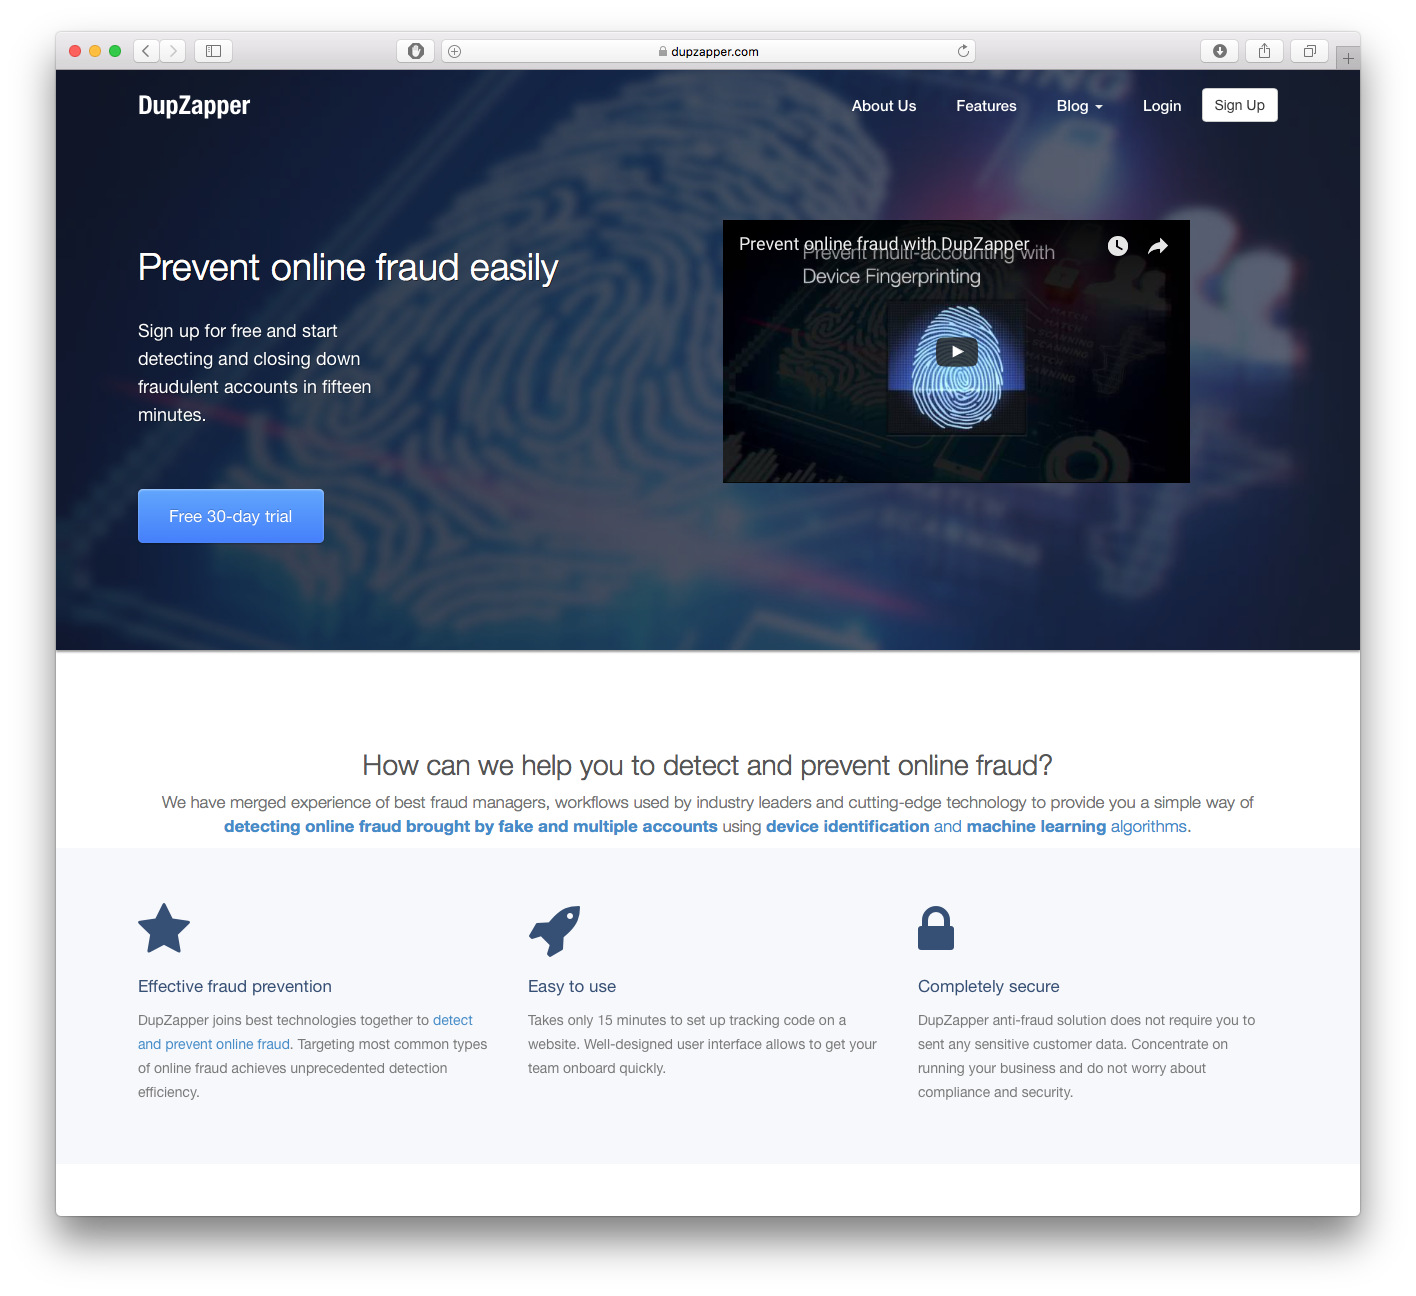 dupzapper.com
DupZapper
About Us
Features
Blog
Login
Sign Up
Prevent online fraud easily
Sign up for free and start
detecting and closing down
fraudulent accounts in fifteen
minutes.
Free 30-day trial
Prevent online fraud with DupZapper
Prevent multi-accounting with
Device Fingerprinting
MATCH
MATCH
SCANNING
SCANNING
MATCH
SCANNING
SCANNING
How can we help you to detect and prevent online fraud?
We have merged experience of best fraud managers, workflows used by industry leaders and cutting-edge technology to provide you a simple way of
detecting online fraud brought by fake and multiple accounts using device identification and machine learning algorithms.
Effective fraud prevention
DupZapper joins best technologies together to detect
and prevent online fraud. Targeting most common types
of online fraud achieves unprecedented detection
efficiency.
Easy to use
Takes only 15 minutes to set up tracking code on a
website. Well-designed user interface allows to get your
team onboard quickly.
Completely secure
DupZapper anti-fraud solution does not require you to
sent any sensitive customer data. Concentrate on
running your business and do not worry about
compliance and security.